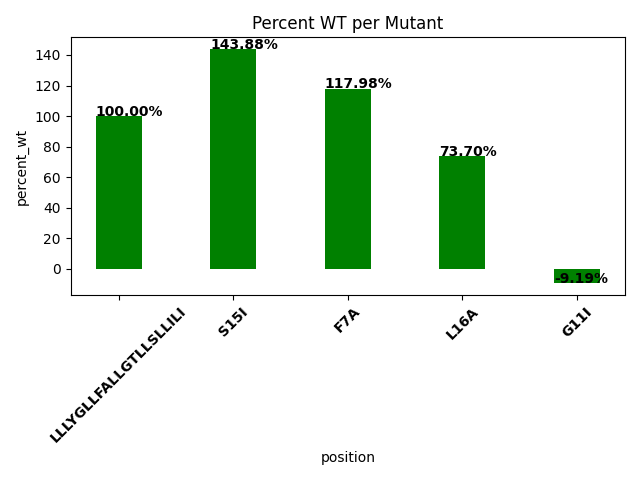 Percent WT per Mutant
percent_wt
140
120
100
80
60
40
20
0
100.00%
143.88%
117.98%
73.70%
-9.19%
LLLYGLLFALLGTLLSLLILI
S15I
F7A
L16A
G11I
position